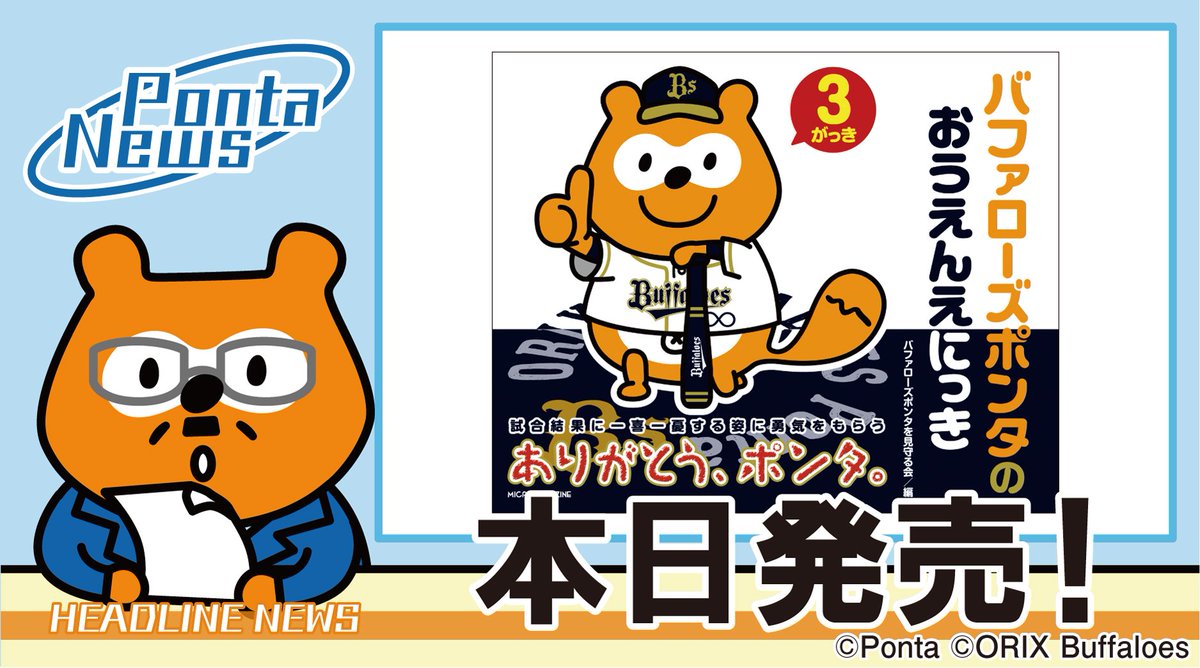 Ponta
News
3
がっき
バファローズポンタの
おうえんえにっき
バファローズポンタを見守る会/編
Bs
Buffaloes
Buffaloes
試合結果に一喜一憂する姿に勇気をもらう
ありがとう、ポンタ。
本日発売!
HEADLINE NEWS
©Ponta ©ORIX Buffaloes